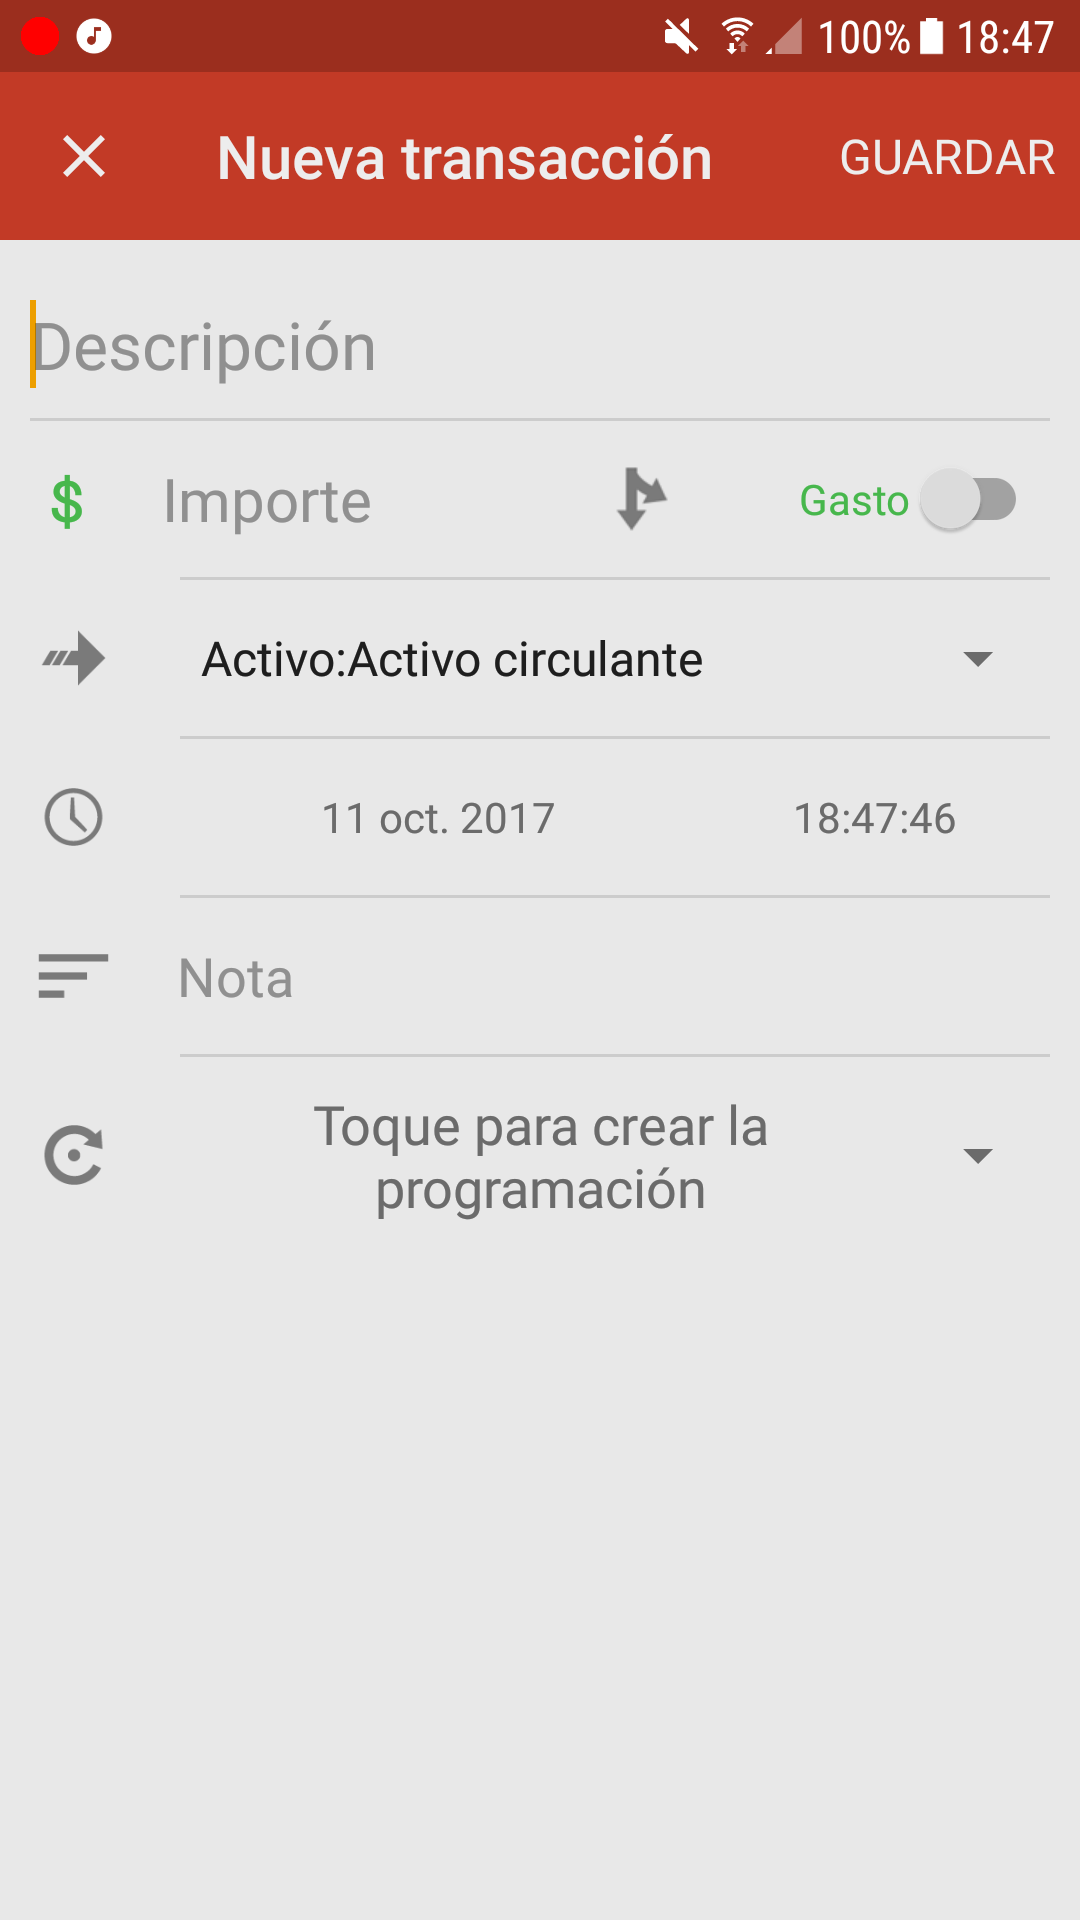 100% 18:47
Nueva transacción GUARDAR
Descripción
$ Importe Gasto
Activo:Activo circulante
11 oct. 2017 18:47:46
Nota
Toque para crear la
programación